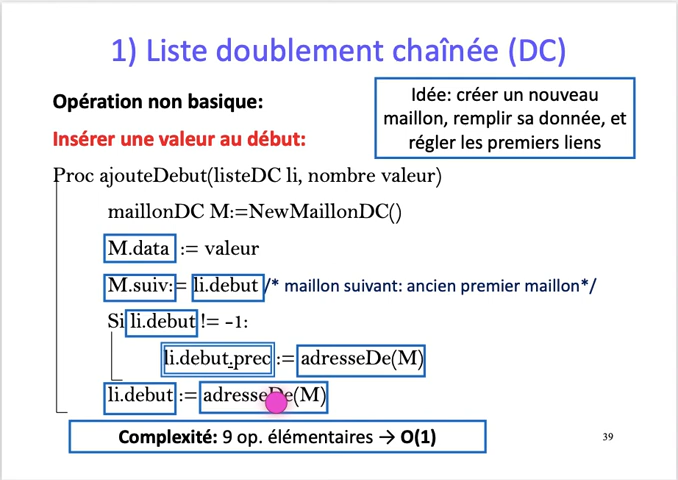 1) Liste doublement chaînée (DC)
Opération non basique:
Idée: créer un nouveau
maillon, remplir sa donnée, et
régler les premiers liens
Insérer une valeur au début:
Proc ajouteDebut(listeDC li, nombre valeur)
maillonDC M:=NewMaillonDC()
M.data := valeur
M.suiv:= li.debut /* maillon suivant: ancien premier maillon*/
Si li.debut != -1:
li.debut.prec := adresseDe(M)
li.debut := adresseDe(M)
Complexité: 9 op. élémentaires → O(1)
39